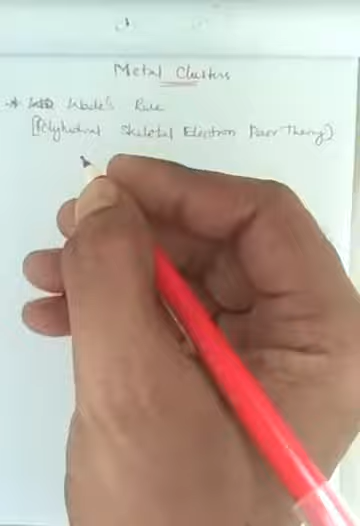 Metal Clusters
* Wade's Rule
[Polyhedral Skeletal Electron Pair Theory]